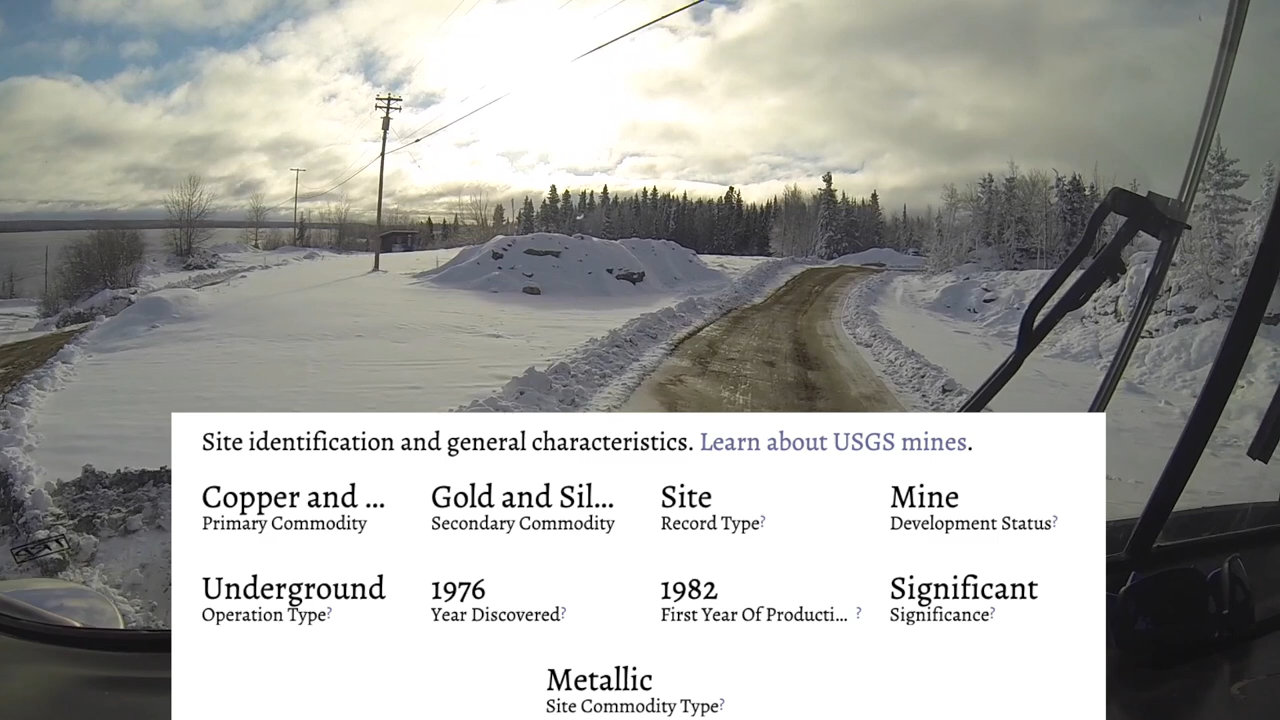 Site identification and general characteristics. Learn about USGS mines.
Copper and ... Gold and Sil... Site Mine
Primary Commodity Secondary Commodity Record Type? Development Status?
Underground 1976 1982 Significant
Operation Type? Year Discovered? First Year Of Producti... ? Significance?
Metallic
Site Commodity Type?